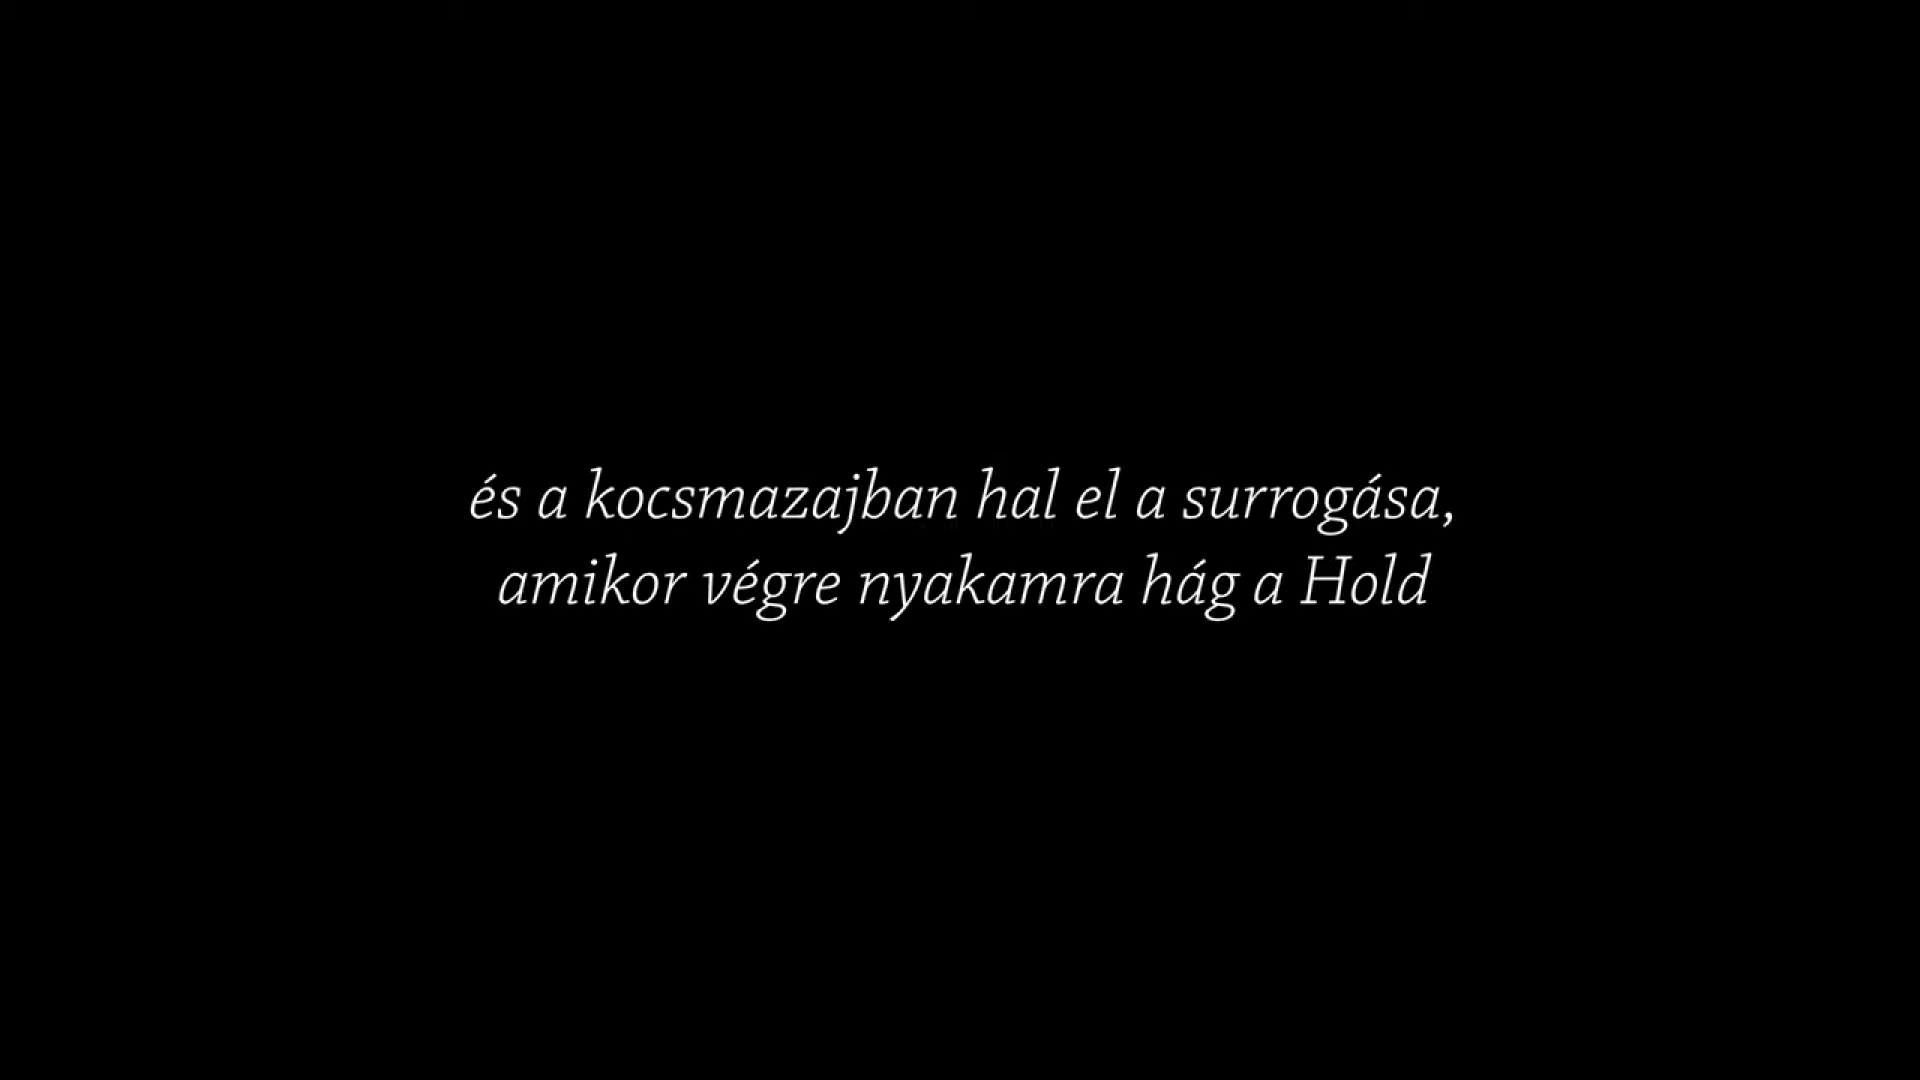 és a kocsmazajban hal el a surrogása,
amikor végre nyakamra hág a Hold